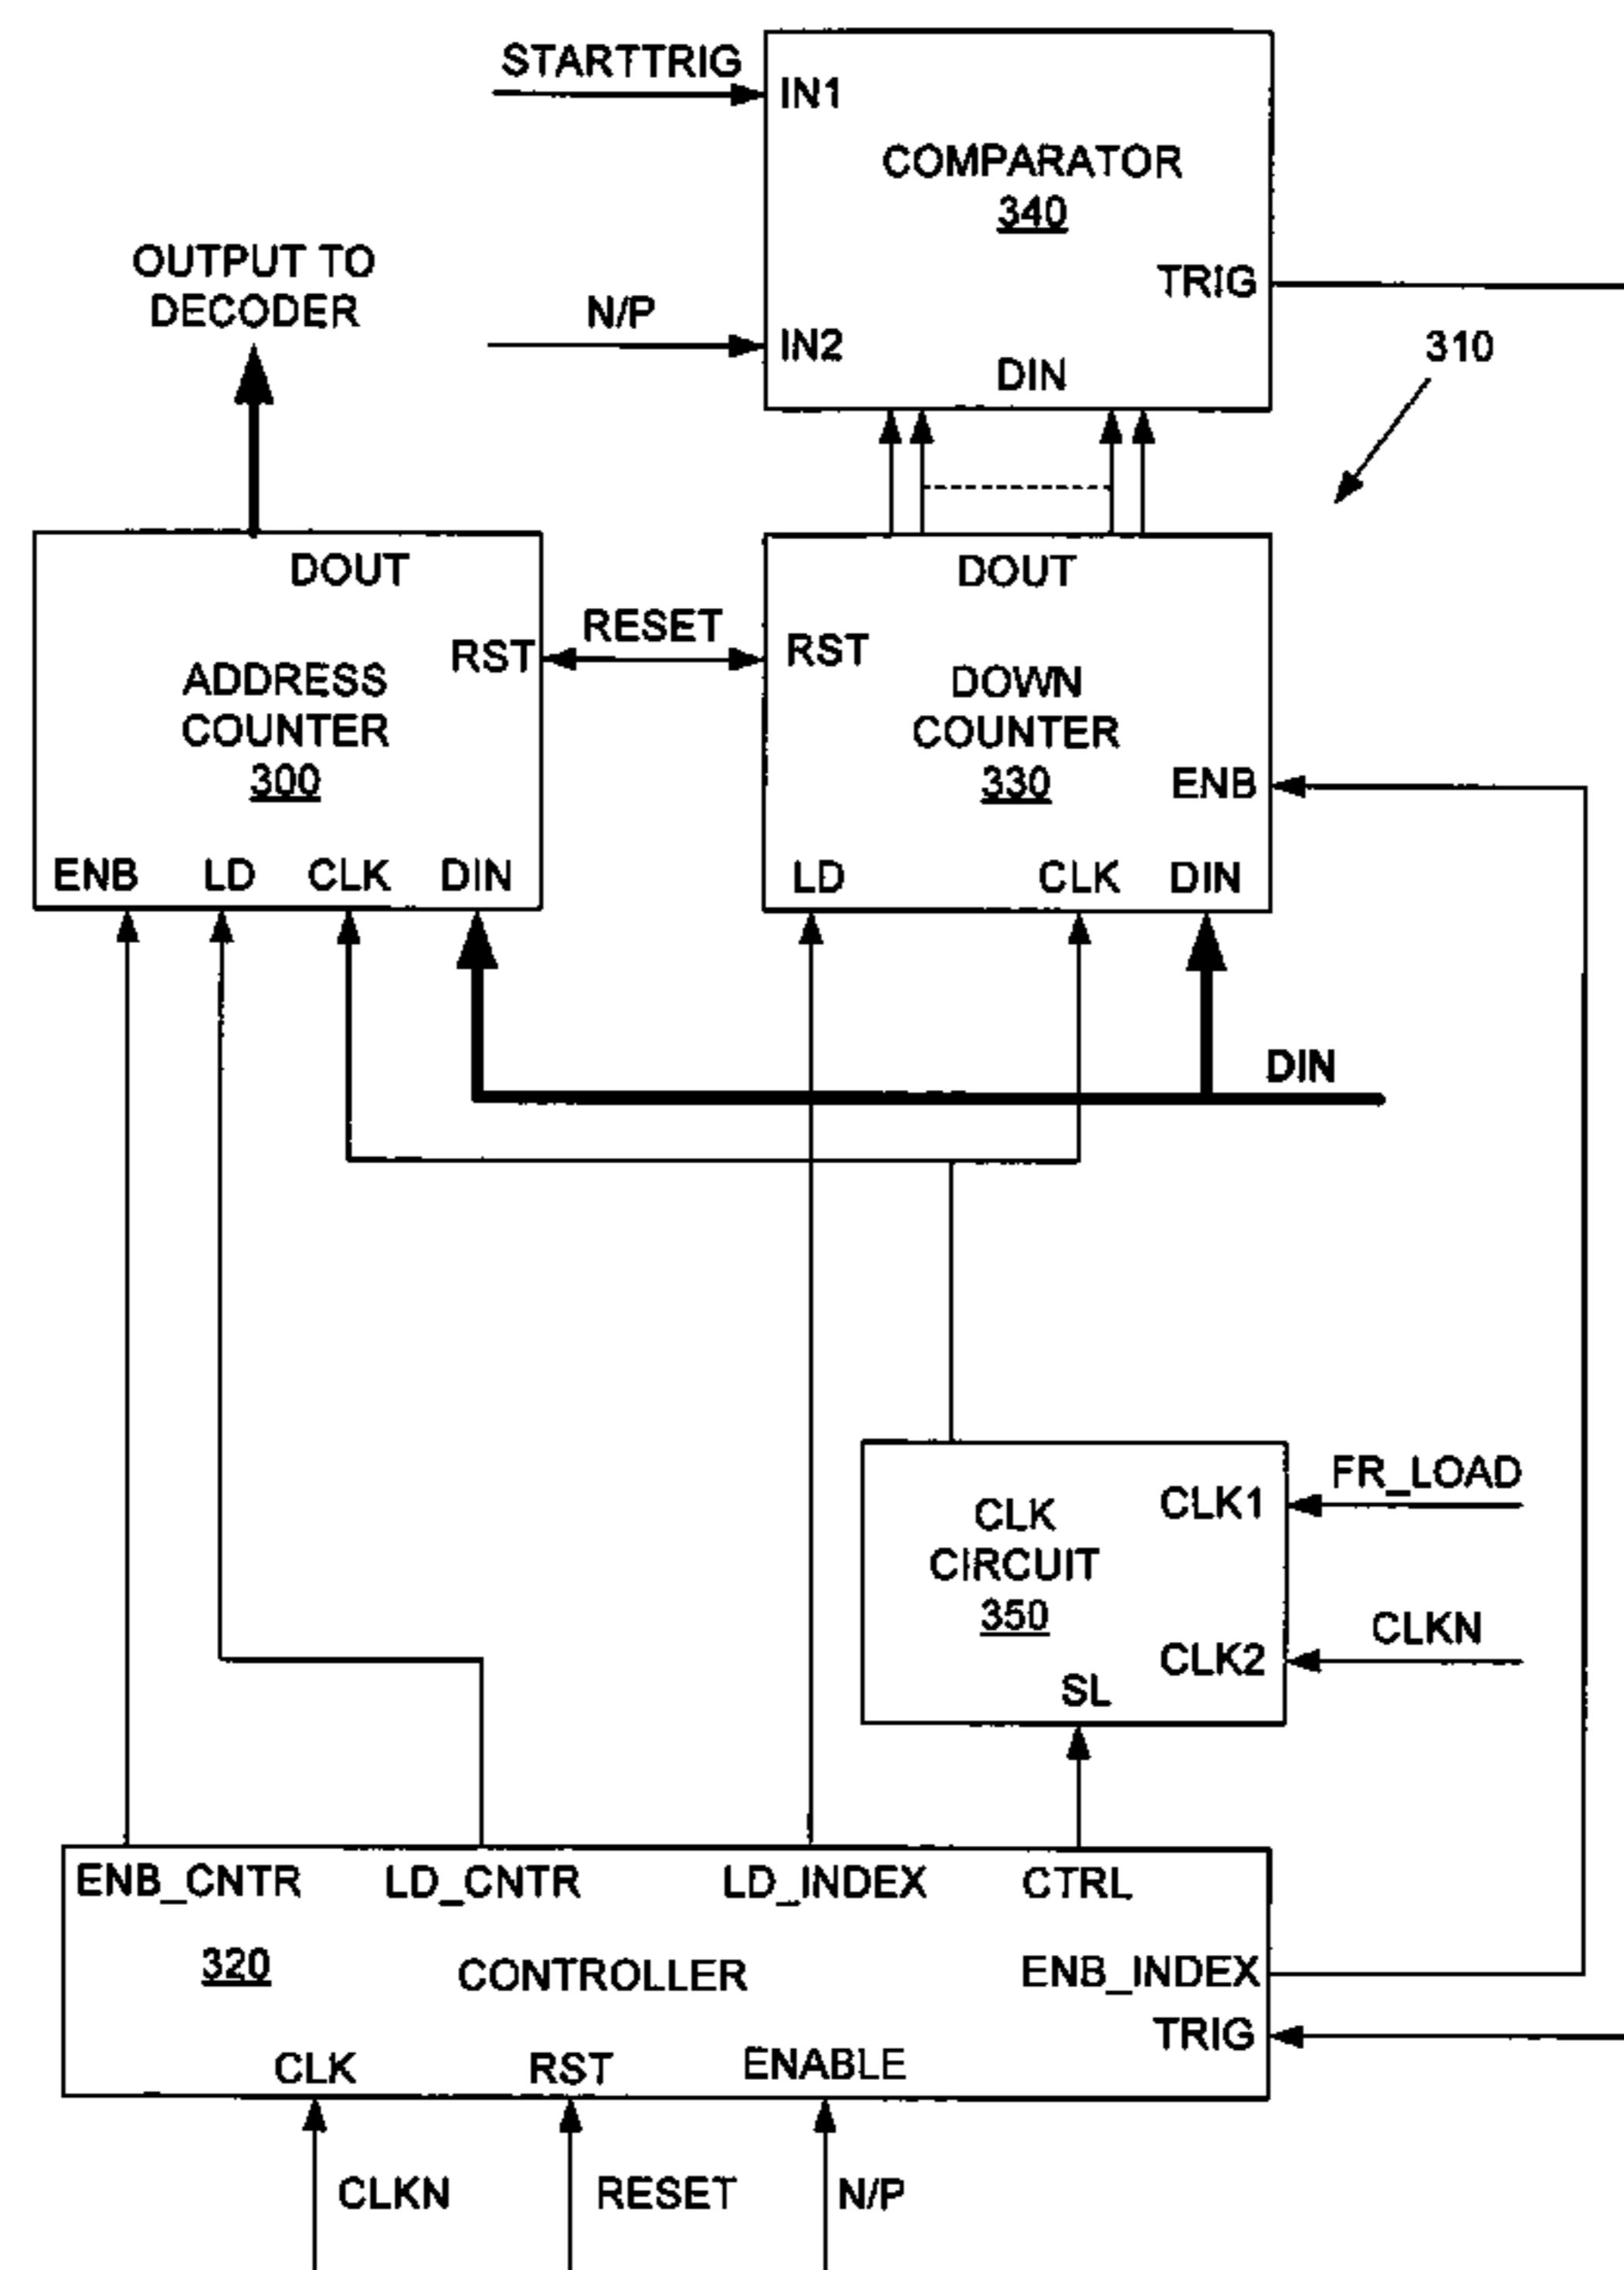 STARTTRIG
IN1
COMPARATOR
340
TRIG
N/P
IN2
DIN
310
OUTPUT TO
DECODER
DOUT
RST
ADDRESS
COUNTER
300
ENB
LD
CLK
DIN
RESET
DOUT
RST
DOWN
COUNTER
330
ENB
LD
CLK
DIN
DIN
CLK
CIRCUIT
350
CLK1
FR_LOAD
CLK2
CLKN
SL
ENB_CNTR
LD_CNTR
LD_INDEX
CTRL
320
CONTROLLER
ENB_INDEX
TRIG
CLK
RST
ENABLE
CLKN
RESET
N/P